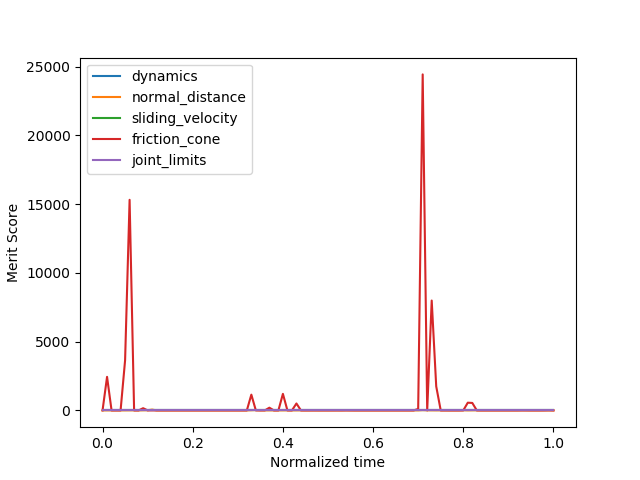 25000
20000
15000
10000
5000
0
Merit Score
dynamics
normal_distance
sliding_velocity
friction_cone
joint_limits
0.0 0.2 0.4 0.6 0.8 1.0
Normalized time